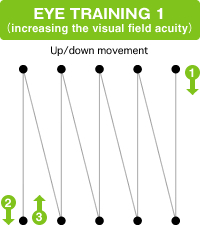 EYE TRAINING 1
(increasing the visual field acuity)
Up/down movement
1
2
3